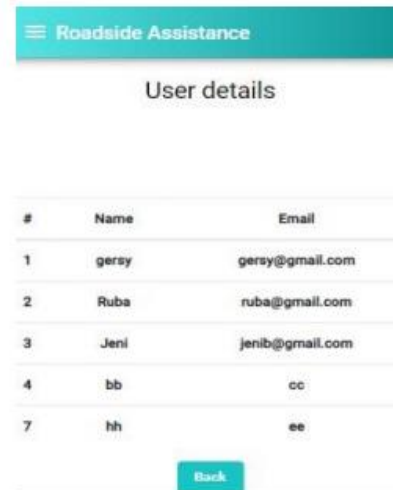 Roadside Assistance
User details
# Name Email
1 gersy gersy@gmail.com
2 Ruba ruba@gmail.com
3 Jeni jenib@gmail.com
4 bb cc
7 hh ee
Back